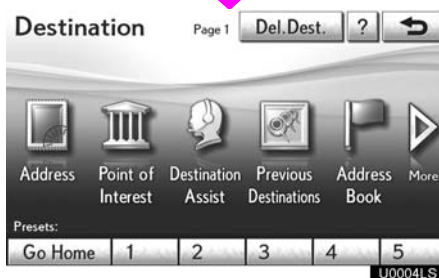 Destination Page 1 Del.Dest. ?
Address Point of Interest Destination Assist Previous Destinations Address Book More
Presets:
Go Home 1 2 3 4 5
U0004LS